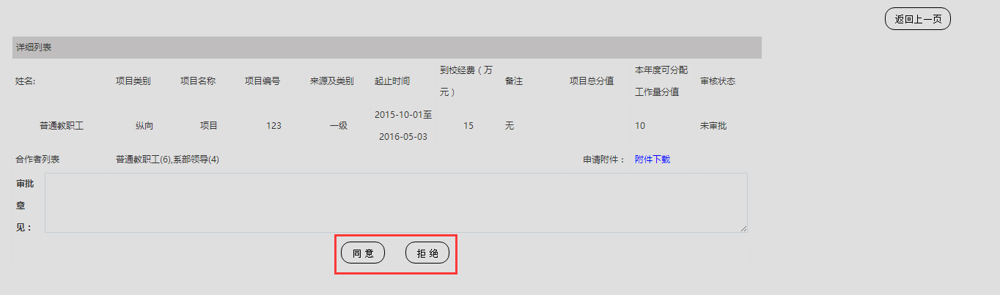 返回上一页
详细列表
姓名:
项目类别
项目名称
项目编号
来源及类别
起止时间
到校经费（万
元）
备注
项目总分值
本年度可分配
工作量分值
审核状态
普通教职工
纵向
项目
123
一级
2015-10-01至
2016-05-03
15
无
10
未审批
合作者列表
普通教职工(6),系部领导(4)
申请附件：
附件下载
审批
意
见：
同 意
拒 绝